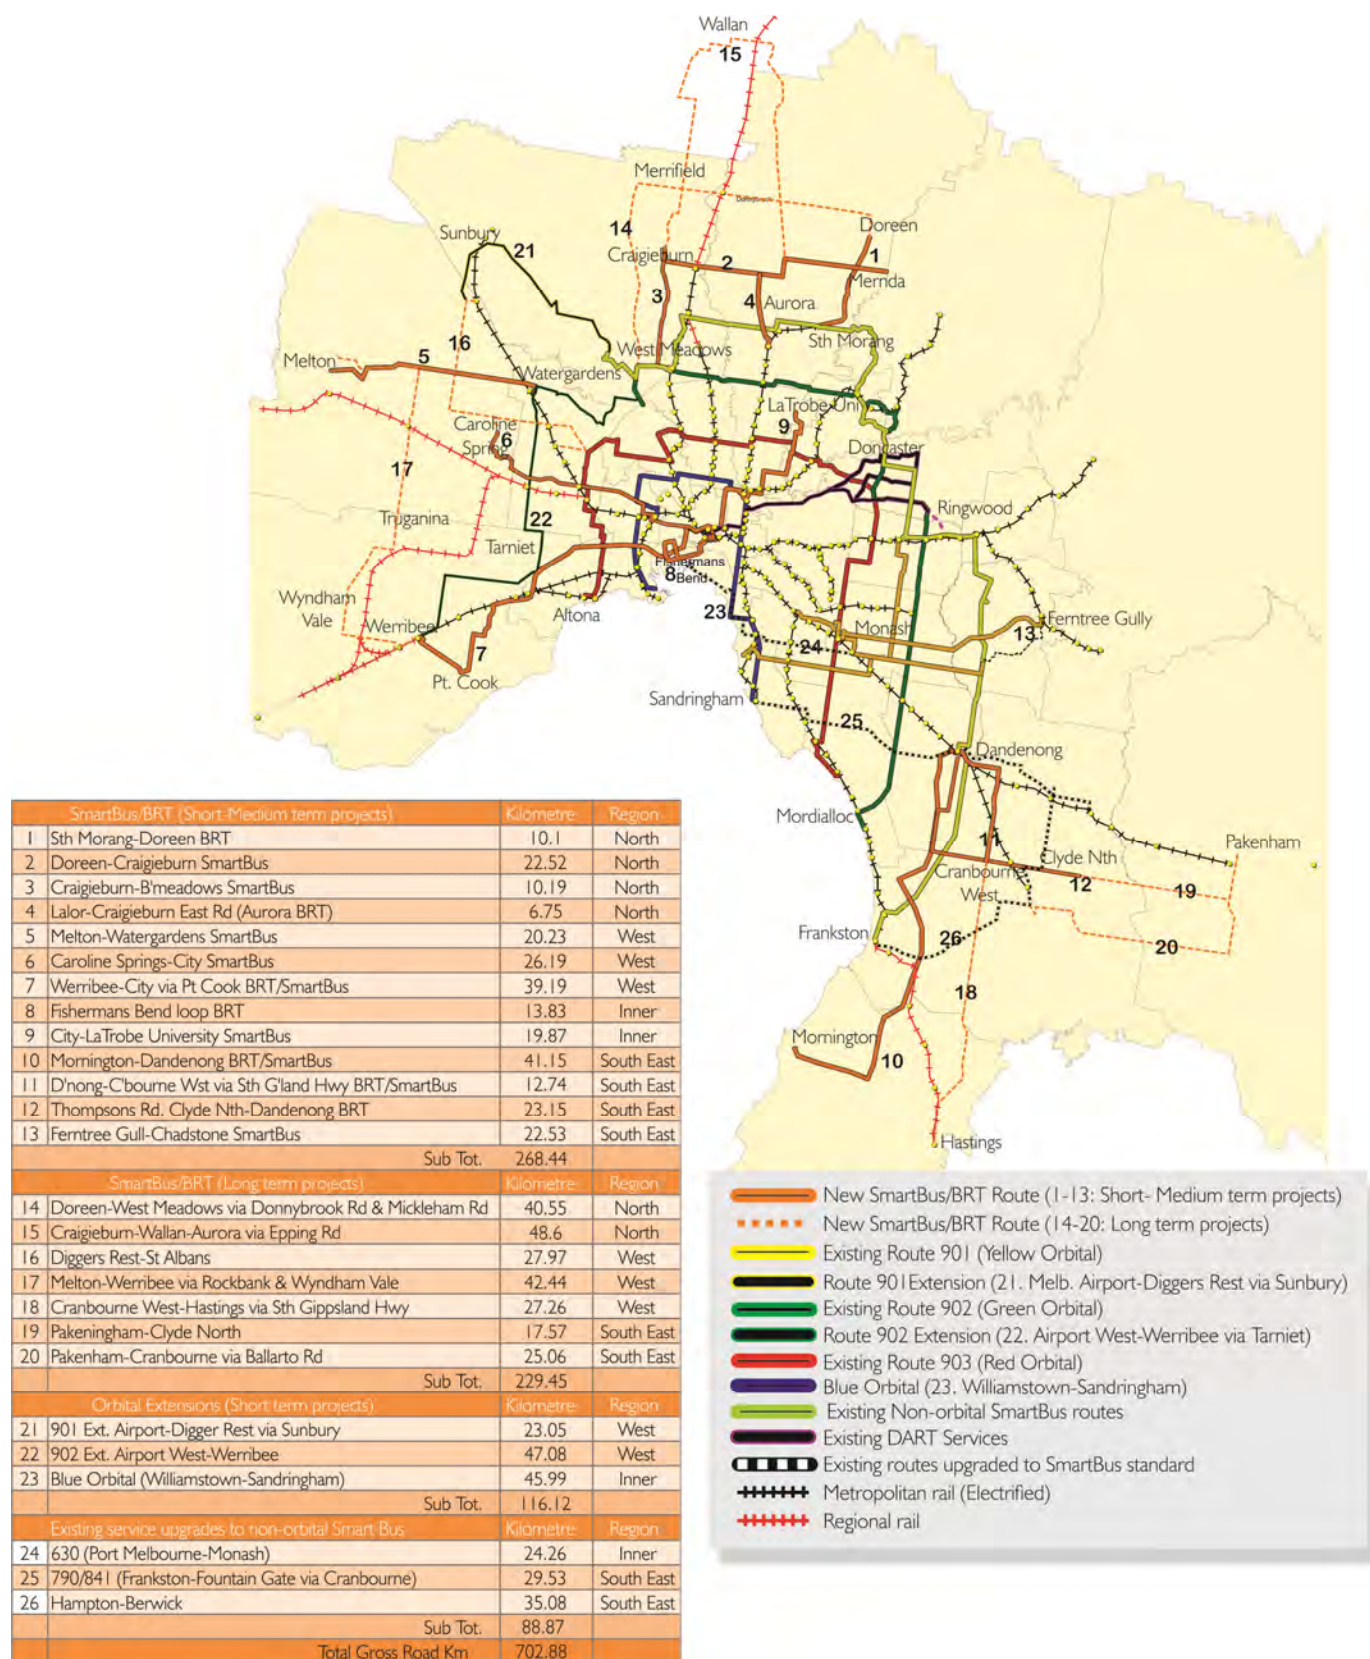 Wallan
15
Merrifield
Donnybrook
Doreen
14
Sunbury
21
Craigieburn
2
1
Mernda
3
4
Aurora
Sth Morang
West Meadows
16
Melton
5
Watergardens
LaTrobe Uni
9
Caroline
Spring
6
Doncaster
17
Ringwood
Truganina
22
Tarniet
Fishermans
8
Bend
Wyndham
Vale
Altona
23
Werribee
Monash
Ferntree Gully
13
24
7
Pt. Cook
Sandringham
25
Dandenong
Mordialloc
11
Clyde Nth
Pakenham
Cranbourne
West
12
19
Frankston
26
20
18
Mornington
10
Hastings
SmartBus/BRT (Short-Medium term projects) Kilometre Region
1 Sth Morang-Doreen BRT 10.1 North
2 Doreen-Craigieburn SmartBus 22.52 North
3 Craigieburn-B'meadows SmartBus 10.19 North
4 Lalor-Craigieburn East Rd (Aurora BRT) 6.75 North
5 Melton-Watergardens SmartBus 20.23 West
6 Caroline Springs-City SmartBus 26.19 West
7 Werribee-City via Pt Cook BRT/SmartBus 39.19 West
8 Fishermans Bend loop BRT 13.83 Inner
9 City-LaTrobe University SmartBus 19.87 Inner
10 Mornington-Dandenong BRT/SmartBus 41.15 South East
11 D'nong-C'bourne Wst via Sth G'land Hwy BRT/SmartBus 12.74 South East
12 Thompsons Rd. Clyde Nth-Dandenong BRT 23.15 South East
13 Ferntree Gull-Chadstone SmartBus 22.53 South East
Sub Tot. 268.44
SmartBus/BRT (Long term projects) Kilometre Region
14 Doreen-West Meadows via Donnybrook Rd & Mickleham Rd 40.55 North
15 Craigieburn-Wallan-Aurora via Epping Rd 48.6 North
16 Diggers Rest-St Albans 27.97 West
17 Melton-Werribee via Rockbank & Wyndham Vale 42.44 West
18 Cranbourne West-Hastings via Sth Gippsland Hwy 27.26 West
19 Pakeningham-Clyde North 17.57 South East
20 Pakenham-Cranbourne via Ballarto Rd 25.06 South East
Sub Tot. 229.45
Orbital Extensions (Short term projects) Kilometre Region
21 901 Ext. Airport-Digger Rest via Sunbury 23.05 West
22 902 Ext. Airport West-Werribee 47.08 West
23 Blue Orbital (Williamstown-Sandringham) 45.99 Inner
Sub Tot. 116.12
Existing service upgrades to non-orbital Smart Bus Kilometre Region
24 630 (Port Melbourne-Monash) 24.26 Inner
25 790/841 (Frankston-Fountain Gate via Cranbourne) 29.53 South East
26 Hampton-Berwick 35.08 South East
Sub Tot. 88.87
Total Gross Road Km 702.88
New SmartBus/BRT Route (1-13: Short- Medium term projects)
New SmartBus/BRT Route (14-20: Long term projects)
Existing Route 901 (Yellow Orbital)
Route 901Extension (21. Melb. Airport-Diggers Rest via Sunbury)
Existing Route 902 (Green Orbital)
Route 902 Extension (22. Airport West-Werribee via Tarniet)
Existing Route 903 (Red Orbital)
Blue Orbital (23. Williamstown-Sandringham)
Existing Non-orbital SmartBus routes
Existing DART Services
Existing routes upgraded to SmartBus standard
Metropolitan rail (Electrified)
Regional rail